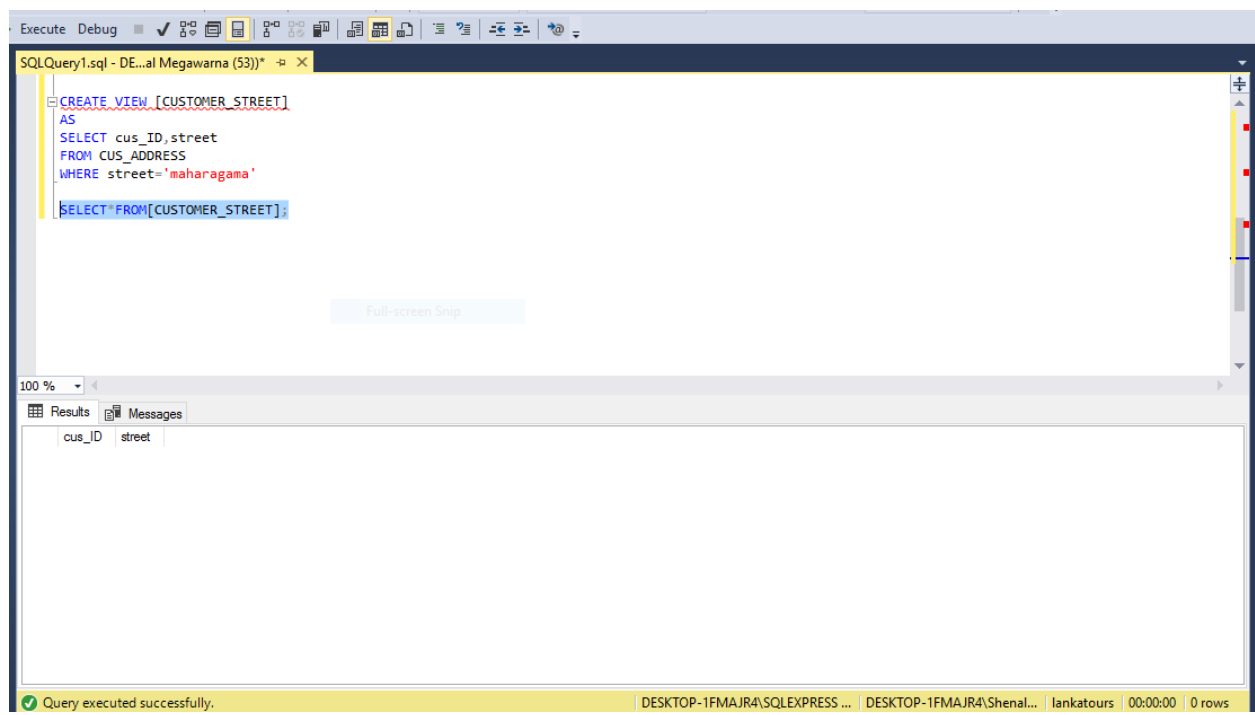 Execute Debug
SQLQuery1.sql - DE...al Megawarna (53))*
CREATE VIEW [CUSTOMER_STREET]
AS
SELECT cus_ID,street
FROM CUS_ADDRESS
WHERE street='maharagama'
SELECT*FROM[CUSTOMER_STREET];
Full-screen Snip
100 %
Results Messages
cus_ID street
Query executed successfully. DESKTOP-1FMAJR4\SQLEXPRESS ... DESKTOP-1FMAJR4\Shenal... lankatours 00:00:00 0 rows